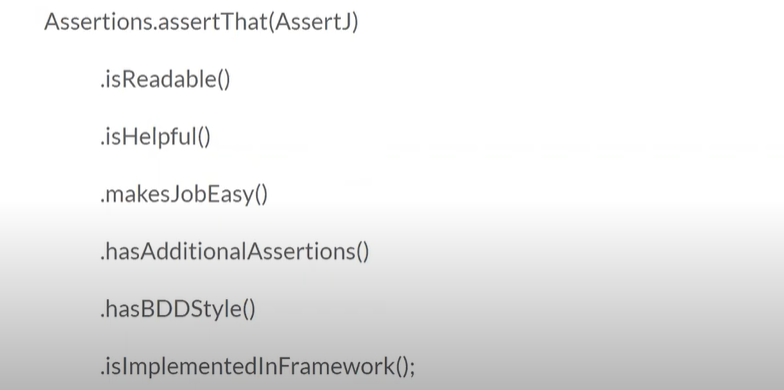 Assertions.assertThat(AssertJ)
.isReadable()
.isHelpful()
.makesJobEasy()
.hasAdditionalAssertions()
.hasBDDStyle()
.isImplementedInFramework();